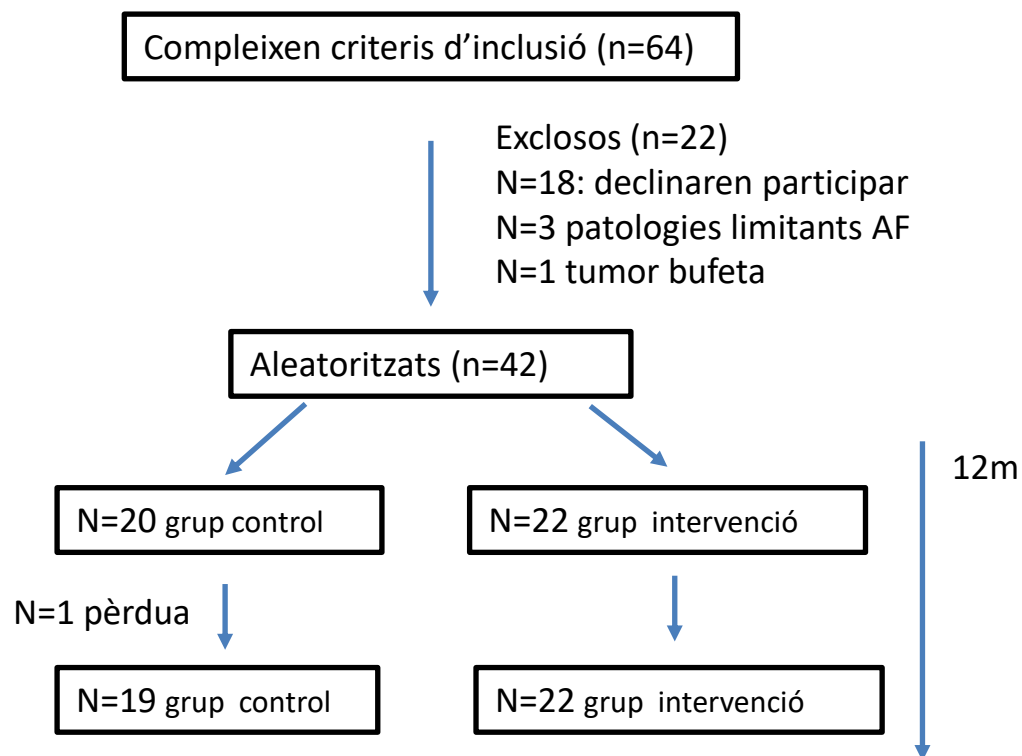 Compleixen criteris d’inclusió (n=64)
Exclosos (n=22)
N=18: declinaren participar
N=3 patologies limitants AF
N=1 tumor bufeta
Aleatoritzats (n=42)
12m
N=20 grup control
N=22 grup intervenció
N=1 pèrdua
N=19 grup control
N=22 grup intervenció